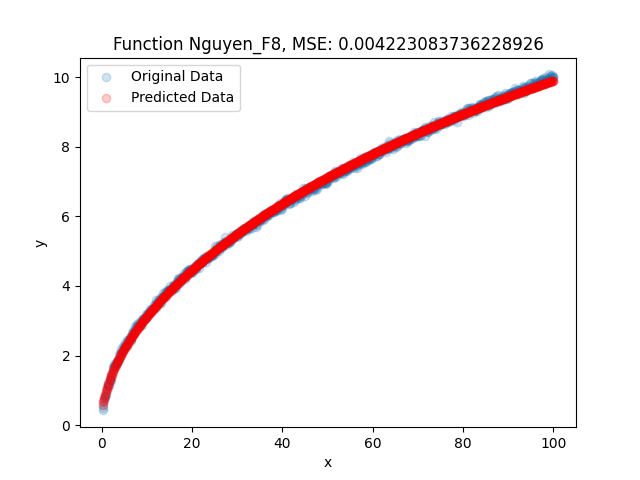 Function Nguyen_F8, MSE: 0.004223083736228926
Original Data
Predicted Data
10
8
6
4
2
0
y
0 20 40 60 80 100
x